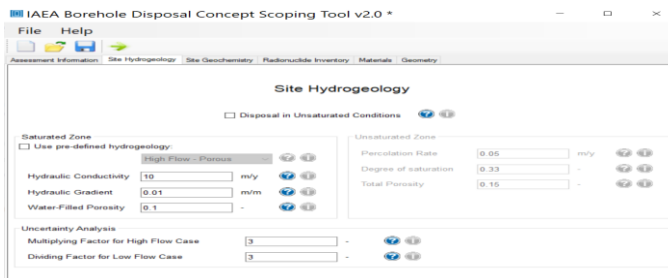 IAEA Borehole Disposal Concept Scoping Tool v2.0 *
File Help
Assessment Information Site Hydrogeology Site Geochemistry Radionuclide Inventory Materials Geometry
Site Hydrogeology
Disposal in Unsaturated Conditions
Saturated Zone
Use pre-defined hydrogeology:
High Flow - Porous
Hydraulic Conductivity 10 m/y
Hydraulic Gradient 0.01 m/m
Water-Filled Porosity 0.1 -
Unsaturated Zone
Percolation Rate 0.05 m/y
Degree of saturation 0.33 -
Total Porosity 0.15 -
Uncertainty Analysis
Multiplying Factor for High Flow Case 3 -
Dividing Factor for Low Flow Case 3 -